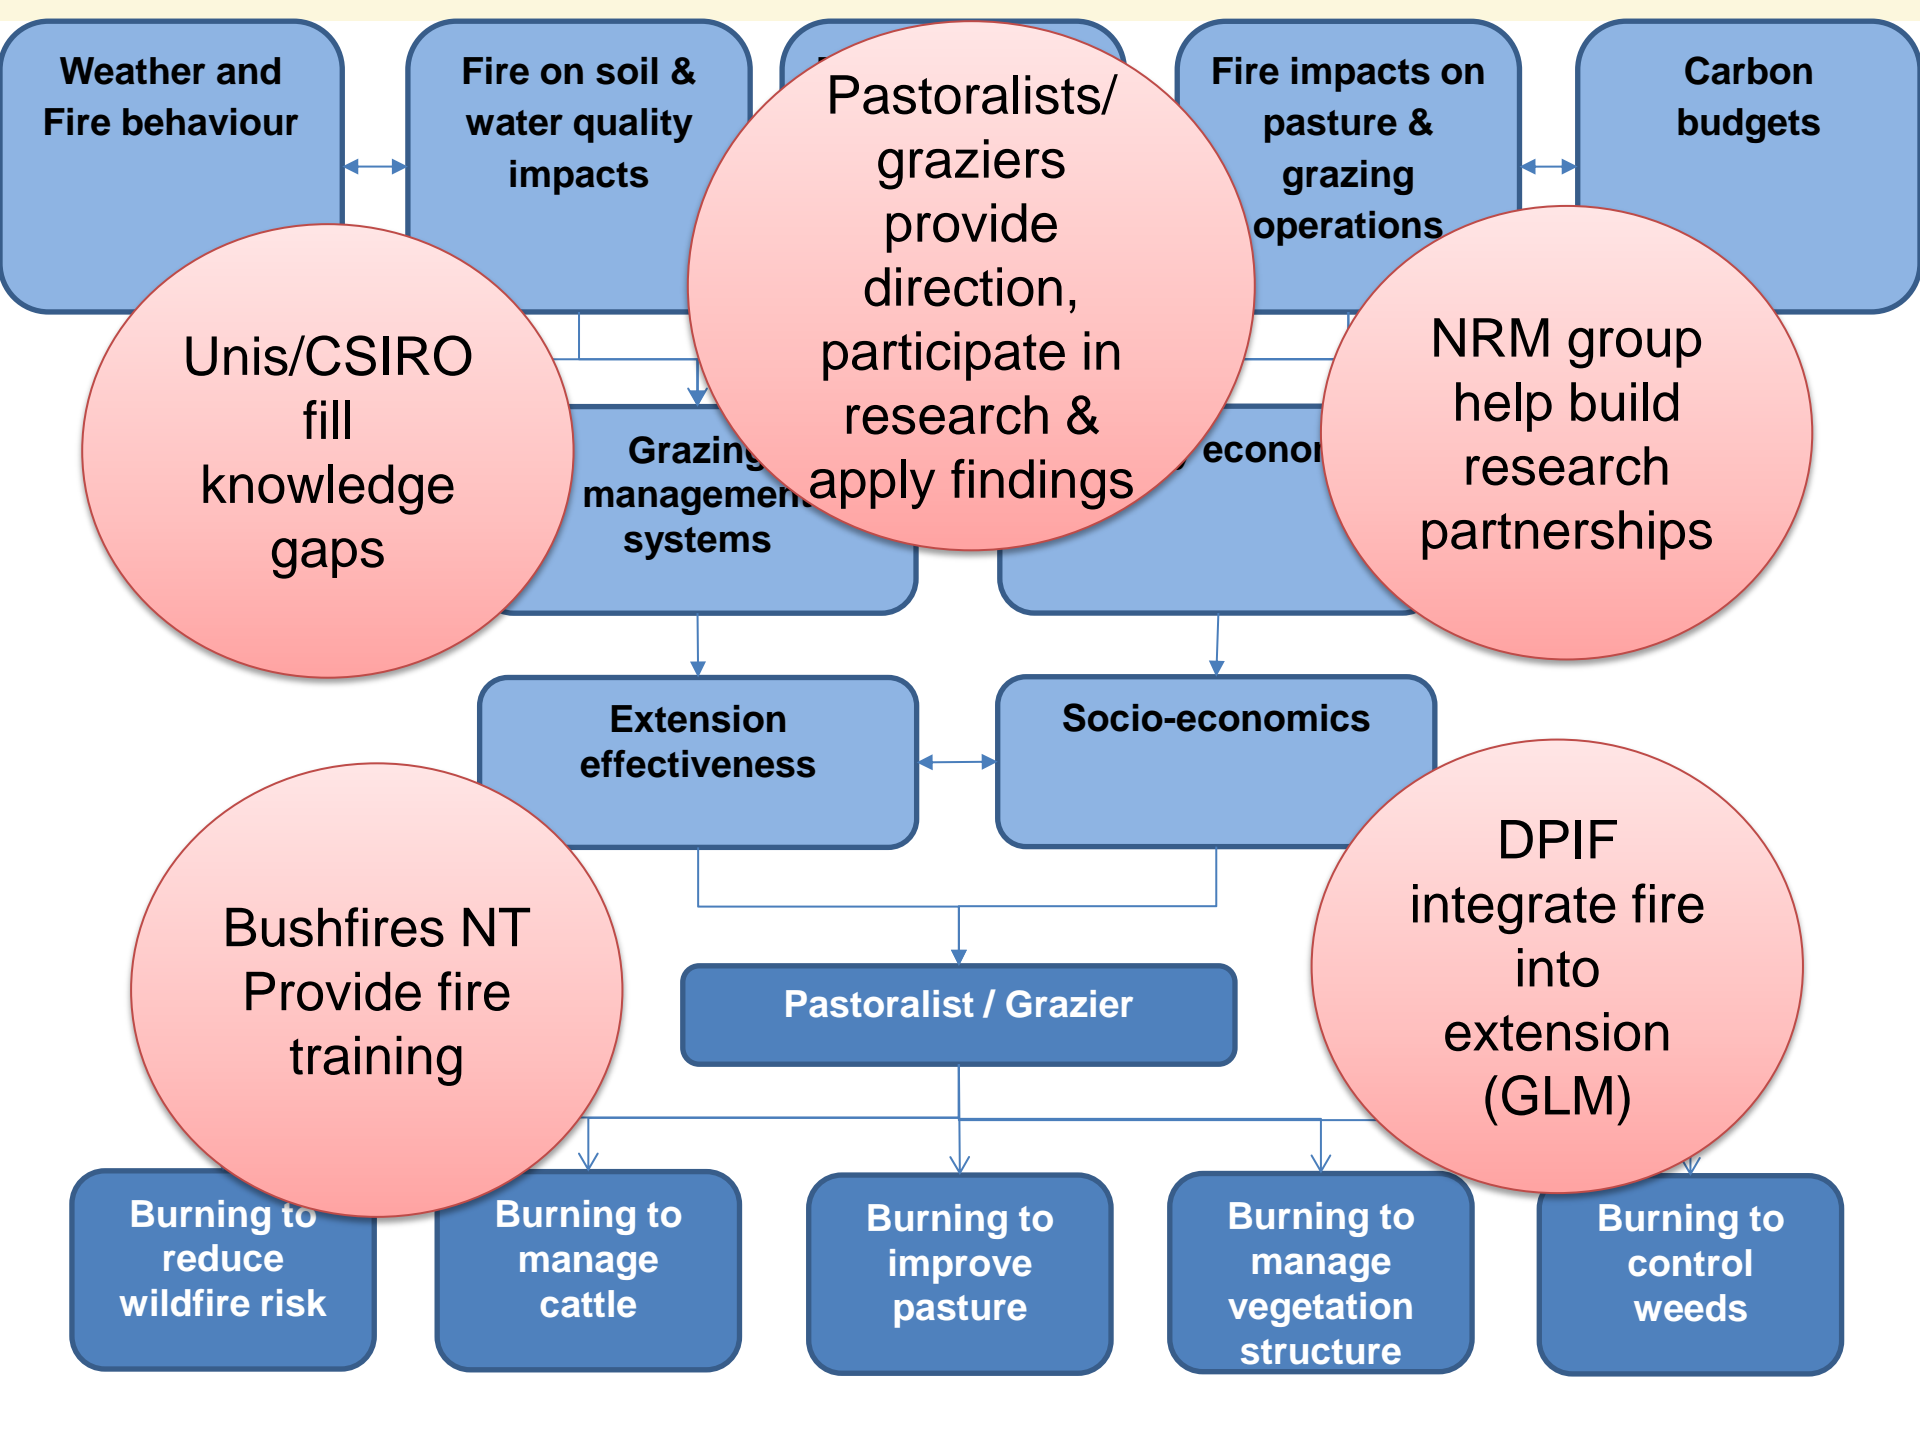 Weather and
Fire behaviour
Fire on soil &
water quality
impacts
Pastoralists/
graziers
provide
direction,
participate in
research &
apply findings
Fire impacts on
pasture &
grazing
operations
Carbon
budgets
Unis/CSIRO
fill
knowledge
gaps
NRM group
help build
research
partnerships
Grazing
management
systems
Extension
effectiveness
Socio-economics
Bushfires NT
Provide fire
training
DPIF
integrate fire
into
extension
(GLM)
Pastoralist / Grazier
Burning to
reduce
wildfire risk
Burning to
manage
cattle
Burning to
improve
pasture
Burning to
manage
vegetation
structure
Burning to
control
weeds